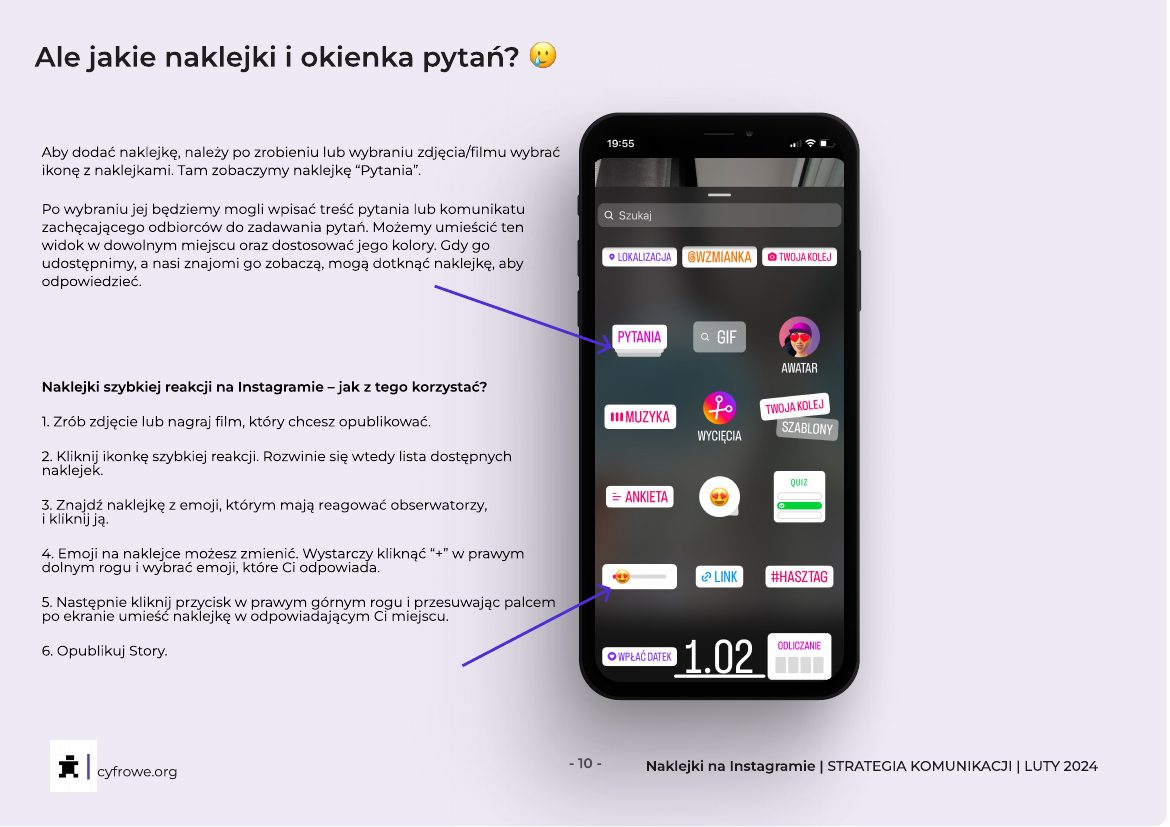 Ale jakie naklejki i okienka pytań? 🥲
Aby dodać naklejkę, należy po zrobieniu lub wybraniu zdjęcia/filmu wybrać
ikonę z naklejkami. Tam zobaczymy naklejkę “Pytania”.
Po wybraniu jej będziemy mogli wpisać treść pytania lub komunikatu
zachęcającego odbiorców do zadawania pytań. Możemy umieścić ten
widok w dowolnym miejscu oraz dostosować jego kolory. Gdy go
udostępnimy, a nasi znajomi go zobaczą, mogą dotknąć naklejkę, aby
odpowiedzieć.
Naklejki szybkiej reakcji na Instagramie – jak z tego korzystać?
1. Zrób zdjęcie lub nagraj film, który chcesz opublikować.
2. Kliknij ikonkę szybkiej reakcji. Rozwinie się wtedy lista dostępnych
naklejek.
3. Znajdź naklejkę z emoji, którym mają reagować obserwatorzy,
i kliknij ją.
4. Emoji na naklejce możesz zmienić. Wystarczy kliknąć “+” w prawym
dolnym rogu i wybrać emoji, które Ci odpowiada.
5. Następnie kliknij przycisk w prawym górnym rogu i przesuwając palcem
po ekranie umieść naklejkę w odpowiadającym Ci miejscu.
6. Opublikuj Story.
19:55
Szukaj
LOKALIZACJA @WZMIANKA TWOJA KOLEJ
PYTANIA GIF
AWATAR
MUZYKA WYCIĘCIA TWOJA KOLEJ
SZABLONY
ANKIETA QUIZ
LINK #HASZTAG
WPŁAĆ DATEK 1.02 ODLICZANIE
cyfrowe.org
- 10 -
Naklejki na Instagramie | STRATEGIA KOMUNIKACJI | LUTY 2024